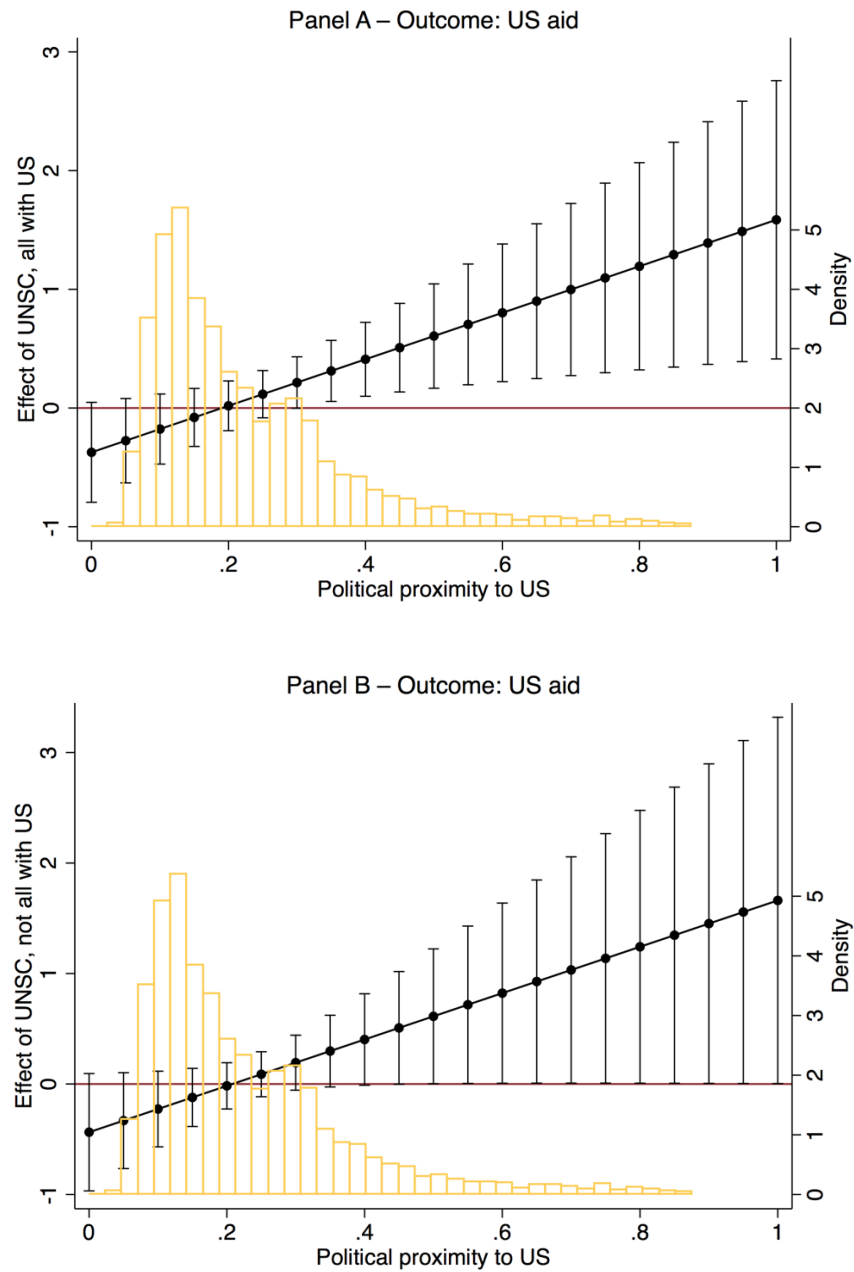 Panel A – Outcome: US aid
Effect of UNSC, all with US
3
2
1
0
-1
5
4
3
2
1
0
Density
0 .2 .4 .6 .8 1
Political proximity to US
Panel B – Outcome: US aid
Effect of UNSC, not all with US
3
2
1
0
-1
5
4
3
2
1
0
Density
0 .2 .4 .6 .8 1
Political proximity to US